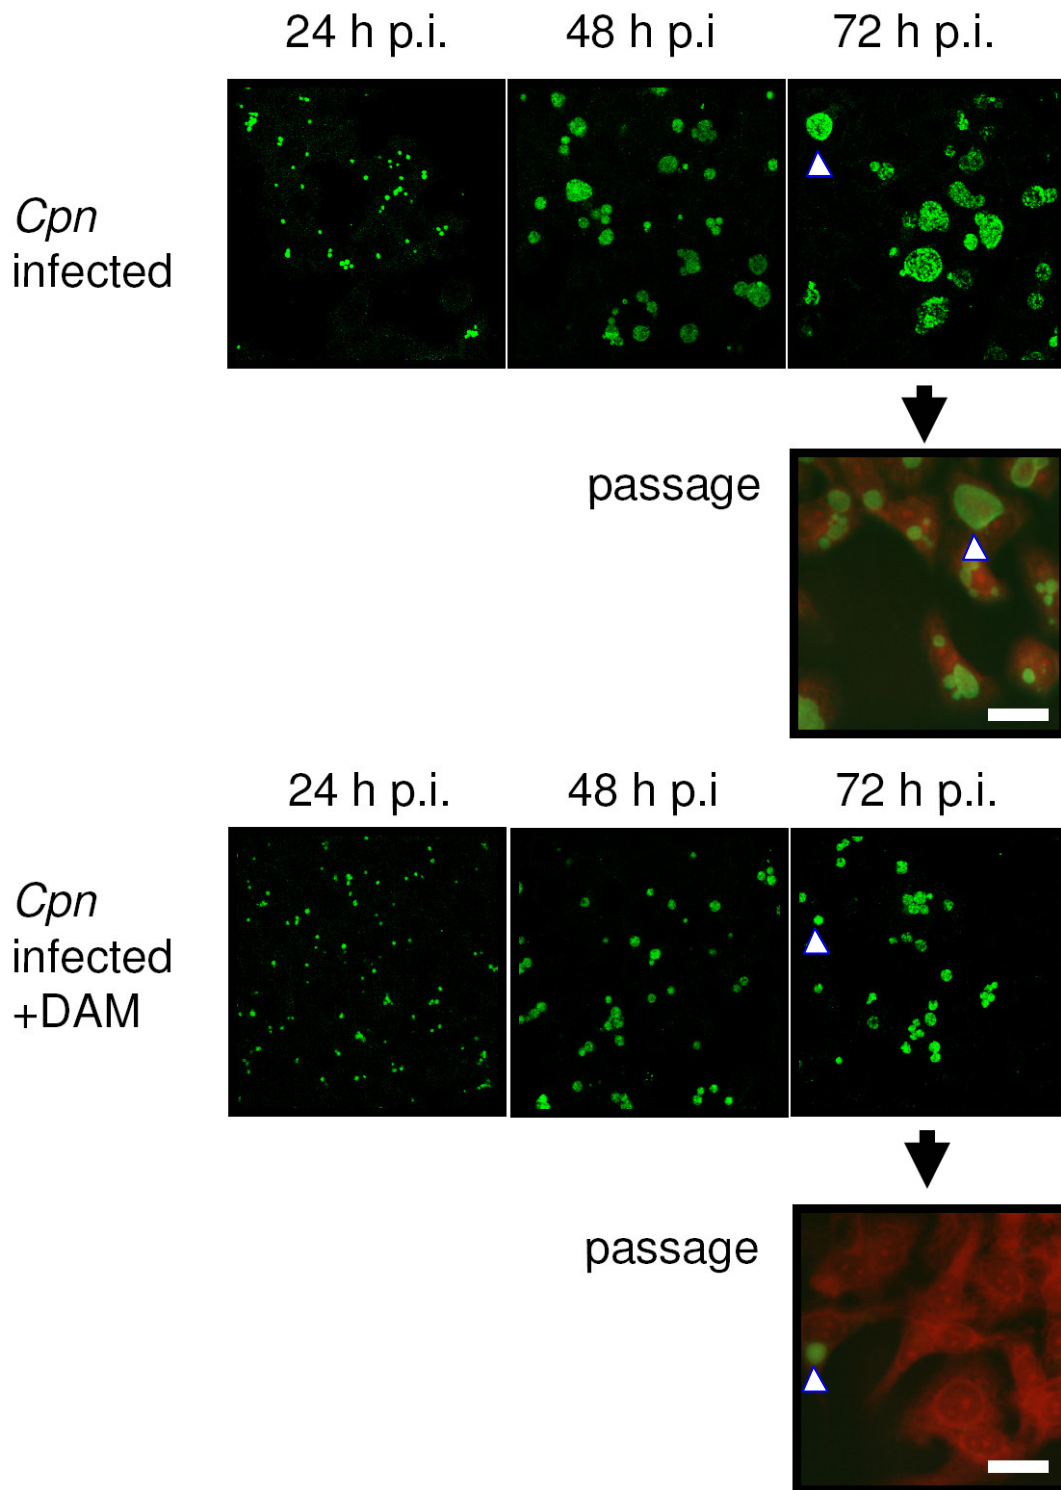 24 h p.i.
48 h p.i
72 h p.i.
Cpn
infected
passage
24 h p.i.
48 h p.i
72 h p.i.
Cpn
infected
+DAM
passage